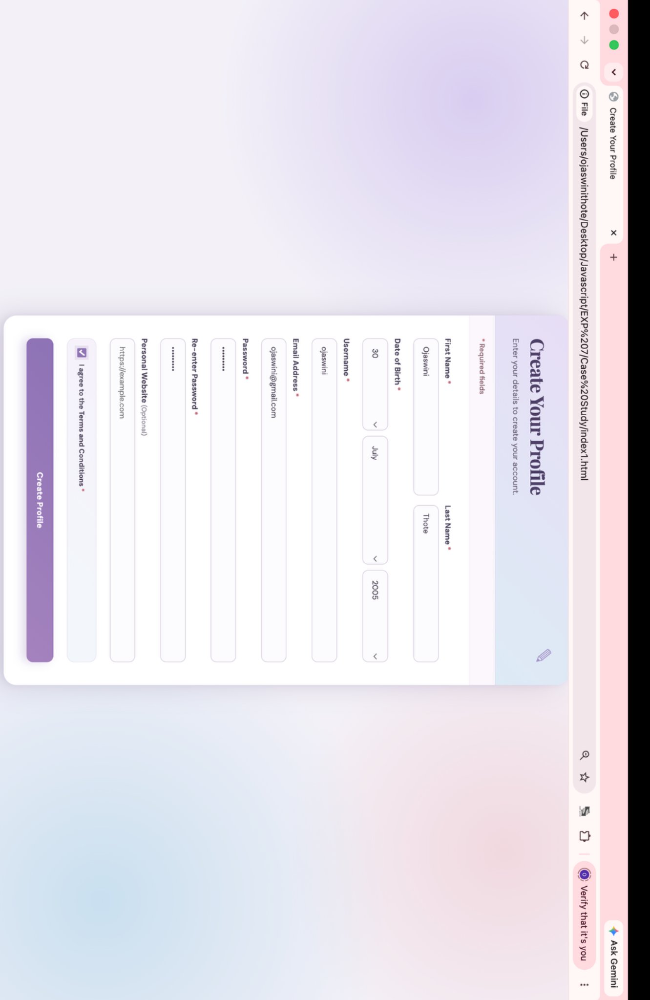 Create Your Profile
Ask Gemini
File /Users/ojaswinithote/Desktop/Javascript/EXP%207/Case%20Study/index1.html
O Verify that it's you
Create Your Profile
Enter your details to create your account.
* Required fields
First Name * Last Name *
Ojaswini Thote
Date of Birth *
30 July 2005
Username *
ojaswini
Email Address *
ojaswini@gmail.com
Password *
•••••••••
Re-enter Password *
•••••••••
Personal Website (Optional)
https://example.com
I agree to the Terms and Conditions *
Create Profile